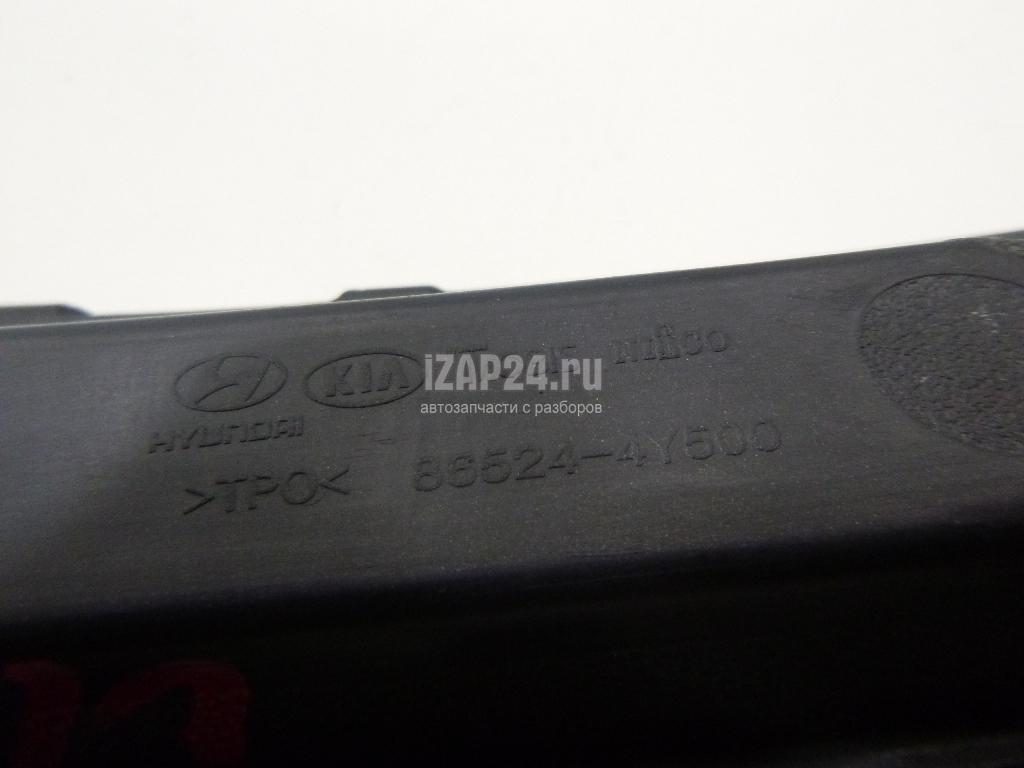 KIA
HYUNDAI
>TPO< 86524-4Y500
iZAP24.ru
автозапчасти с разборов